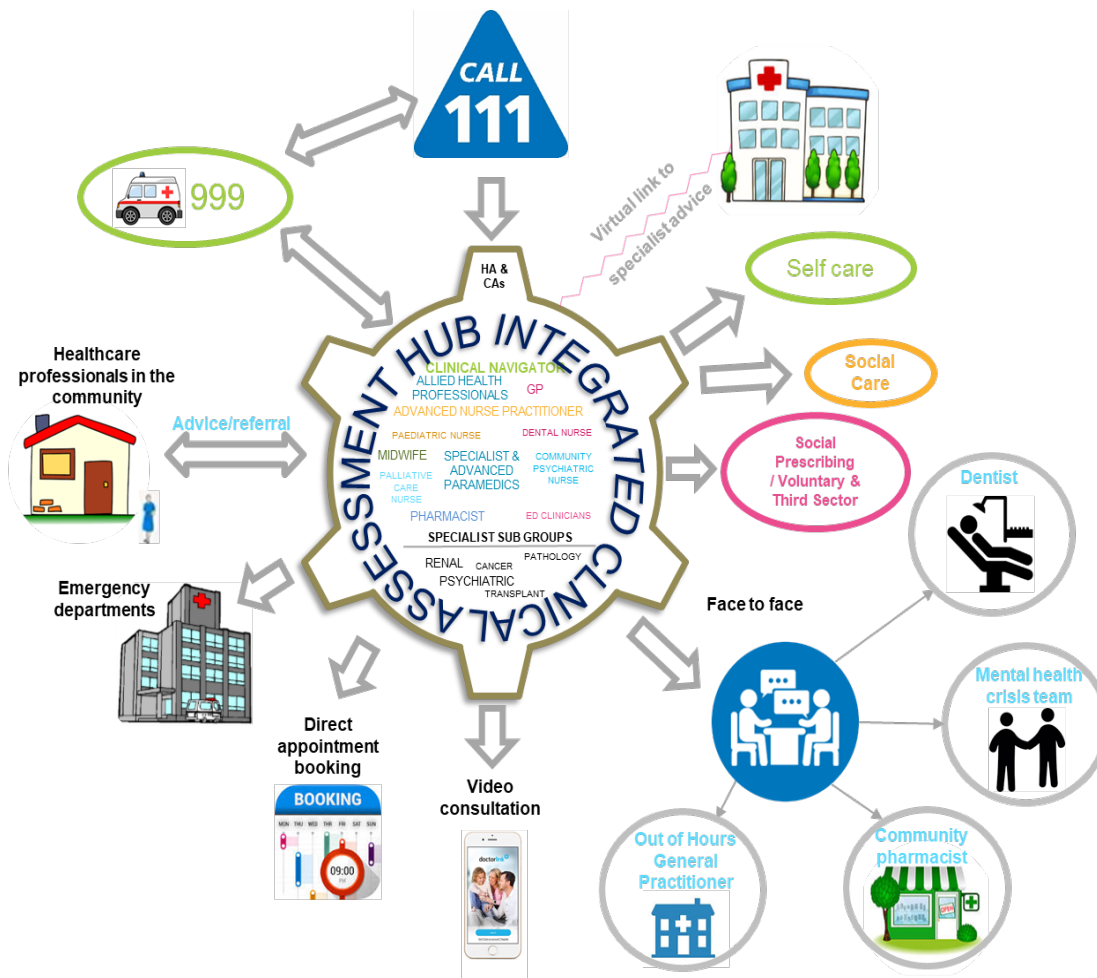 CALL
111
999
Virtual link to
specialist advice
Self care
Social
Care
Social
Prescribing
/ Voluntary &
Third Sector
HA &
CAs
ASSESSMENT HUB INTEGRATED CLINICAL
CLINICAL NAVIGATOR
ALLIED HEALTH
PROFESSIONALS
GP
ADVANCED NURSE PRACTITIONER
PAEDIATRIC NURSE
DENTAL NURSE
MIDWIFE
SPECIALIST &
ADVANCED
PARAMEDICS
COMMUNITY
PSYCHIATRIC
NURSE
PALLIATIVE
CARE
NURSE
PHARMACIST
ED CLINICIANS
SPECIALIST SUB GROUPS
PATHOLOGY
RENAL
CANCER
PSYCHIATRIC
TRANSPLANT
Healthcare
professionals in the
community
Advice/referral
Emergency
departments
Direct
appointment
booking
BOOKING
MON THU WED THR FRI SAT SUN
09:00
PM
Video
consultation
doctorlink
Face to face
Dentist
Mental health
crisis team
Out of Hours
General
Practitioner
Community
pharmacist
OPEN